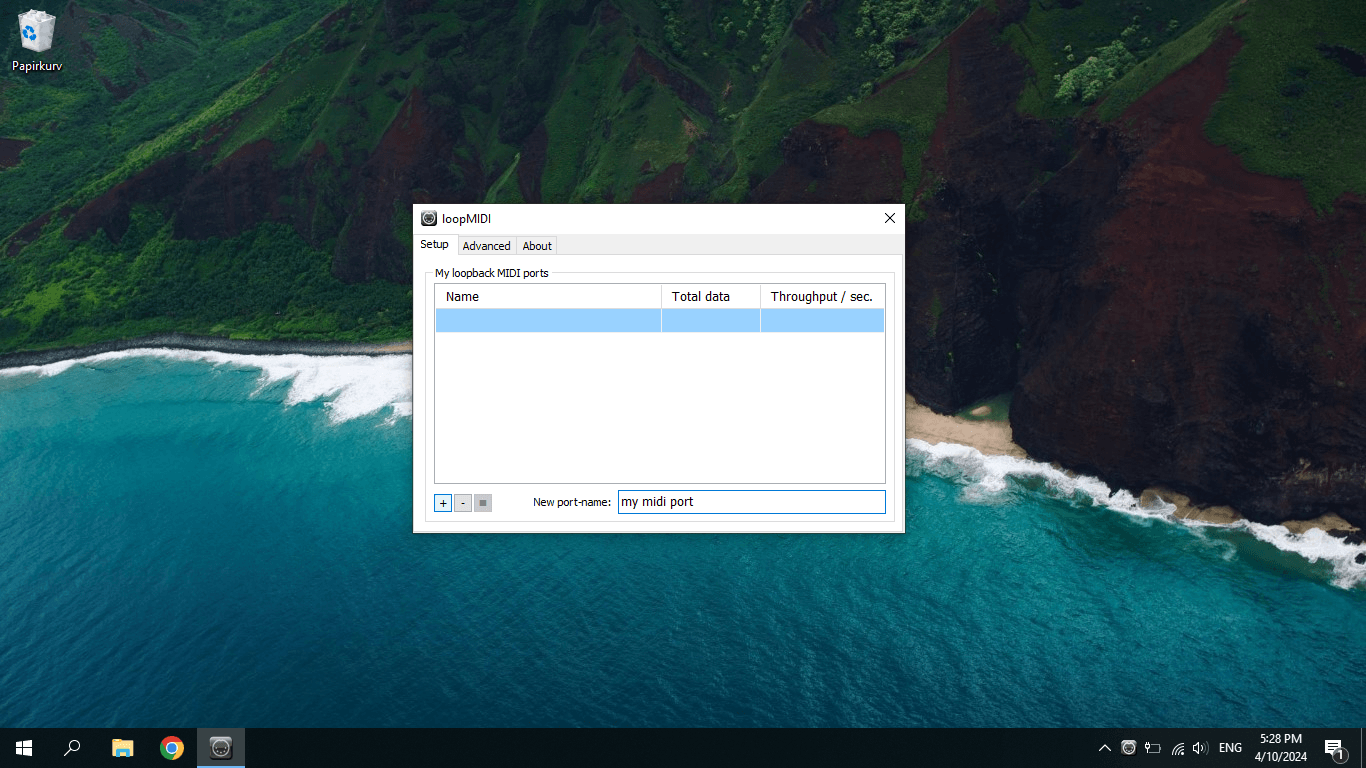 Papirkurv
loopMIDI
Setup Advanced About
My loopback MIDI ports
Name Total data Throughput / sec.
+ - New port-name: my midi port
ENG
5:28 PM
4/10/2024
1